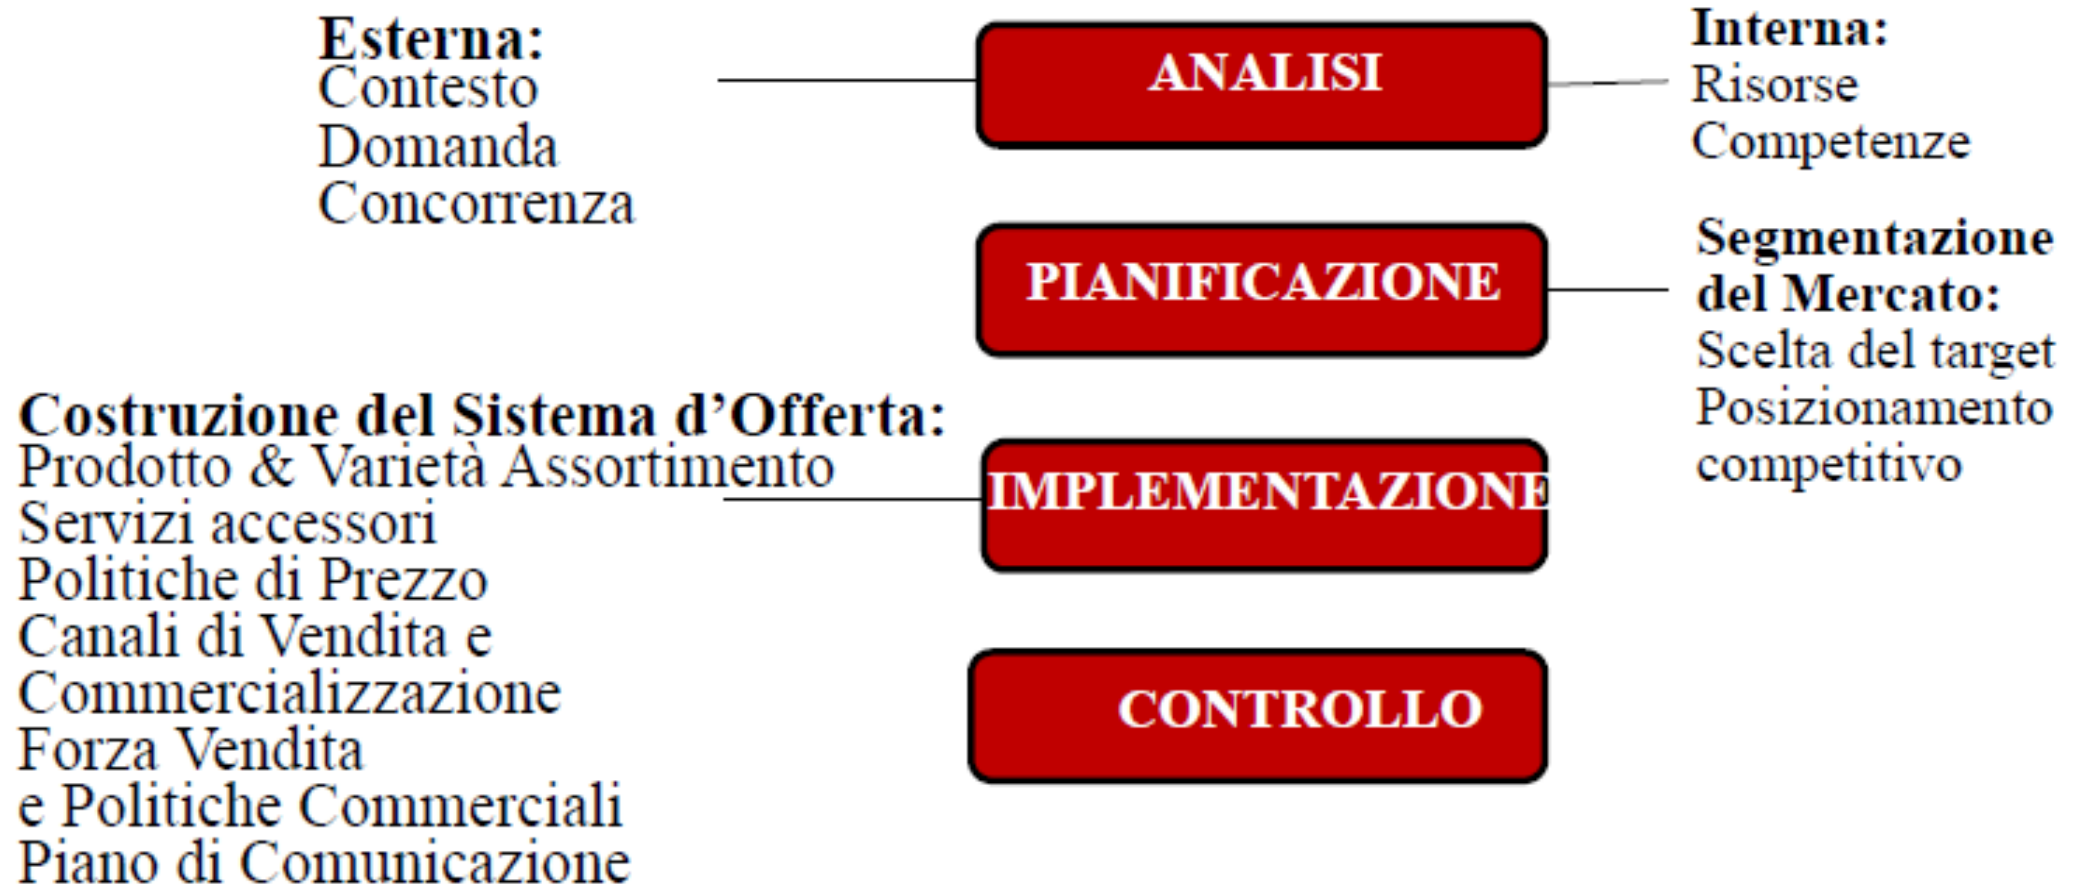 Esterna:
Contesto
Domanda
Concorrenza
ANALISI
Interna:
Risorse
Competenze
PIANIFICAZIONE
Segmentazione
del Mercato:
Scelta del target
Posizionamento
competitivo
Costruzione del Sistema d’Offerta:
Prodotto & Varietà Assortimento
Servizi accessori
Politiche di Prezzo
Canali di Vendita e
Commercializzazione
Forza Vendita
e Politiche Commerciali
Piano di Comunicazione
IMPLEMENTAZIONE
CONTROLLO